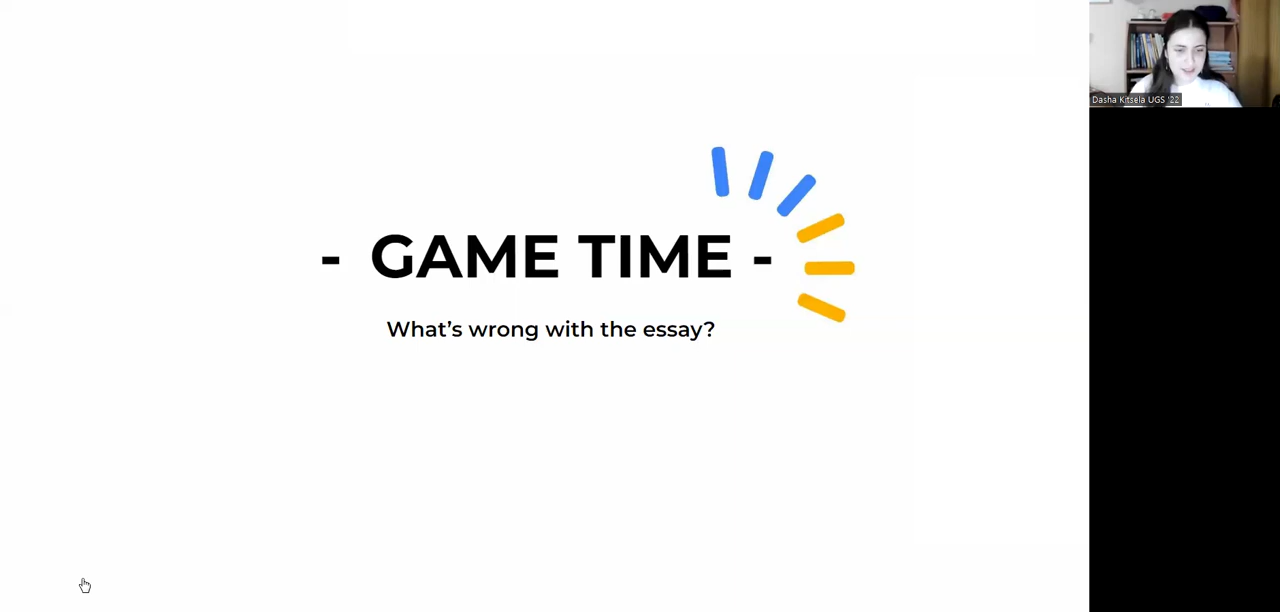 - GAME TIME -
What's wrong with the essay?
Dasha Kitsela UGS '22